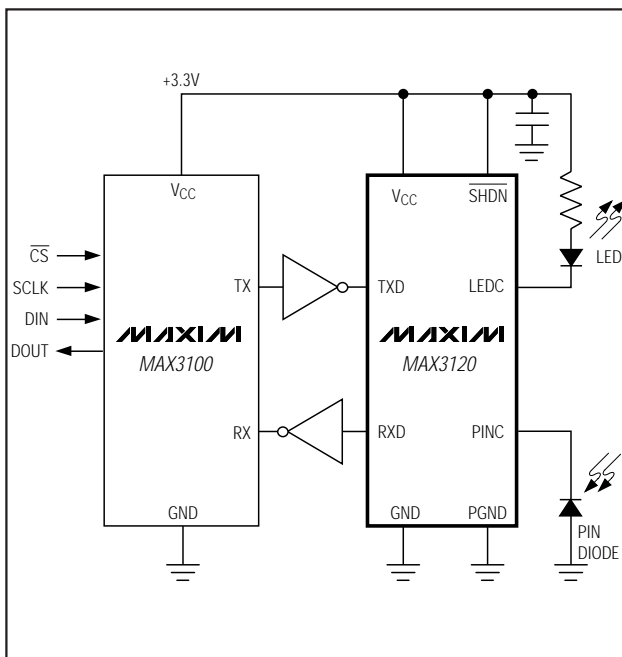 +3.3V
VCC
VCC
SHDN
CS
SCLK
DIN
DOUT
TX
TXD
LEDC
LED
MAXIM
MAX3100
MAXIM
MAX3120
RX
RXD
PINC
GND
GND
PGND
PIN
DIODE